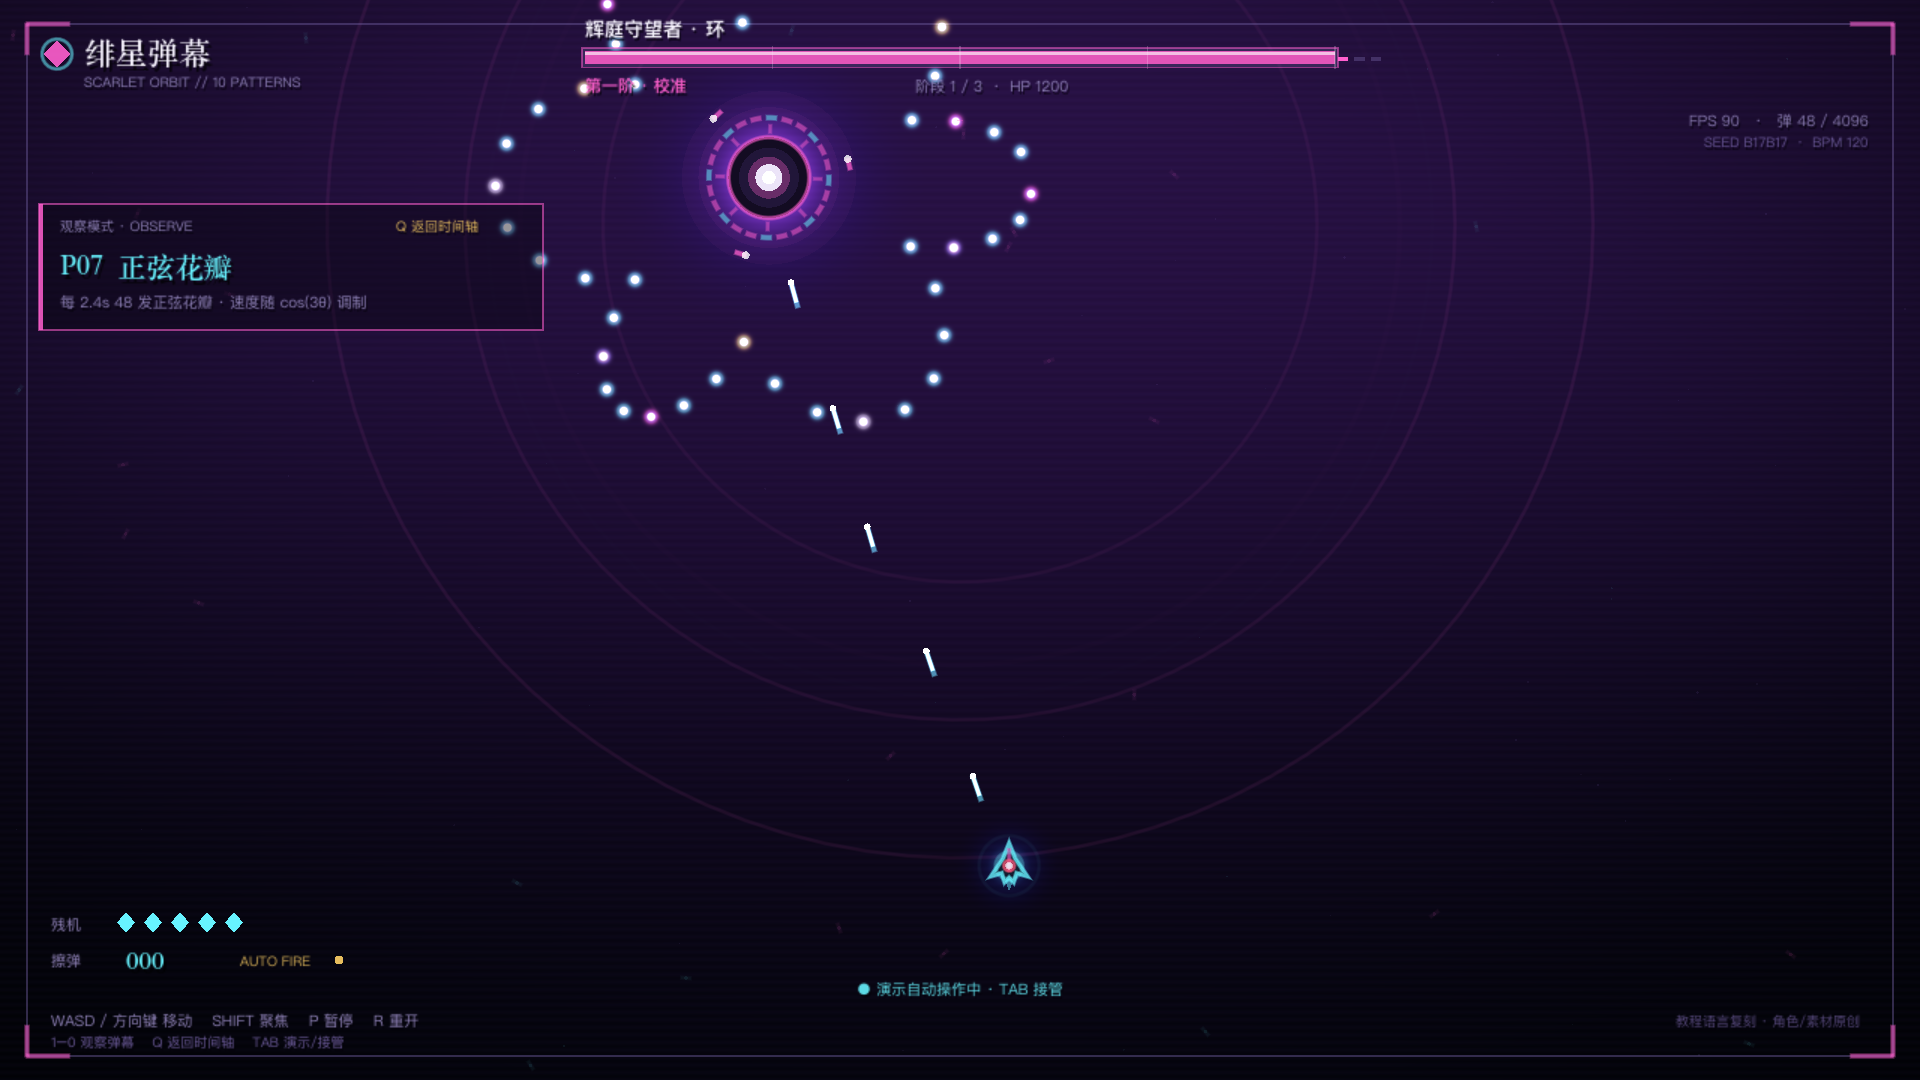 绯星弹幕
SCARLET ORBIT // 10 PATTERNS
辉庭守望者 · 环
第一阶 · 校准
阶段 1 / 3 · HP 1200
FPS 90 · 弹 48 / 4096
SEED B17B17 · BPM 120
观察模式 · OBSERVE
Q 返回时间轴
P07 正弦花瓣
每 2.4s 48 发正弦花瓣 · 速度随 cos(3θ) 调制
残机
擦弹 000 AUTO FIRE
演示自动操作中 · TAB 接管
WASD / 方向键 移动 SHIFT 聚焦 P 暂停 R 重开
1—0 观察弹幕 Q 返回时间轴 TAB 演示/接管
教程语言复刻 · 角色/素材原创